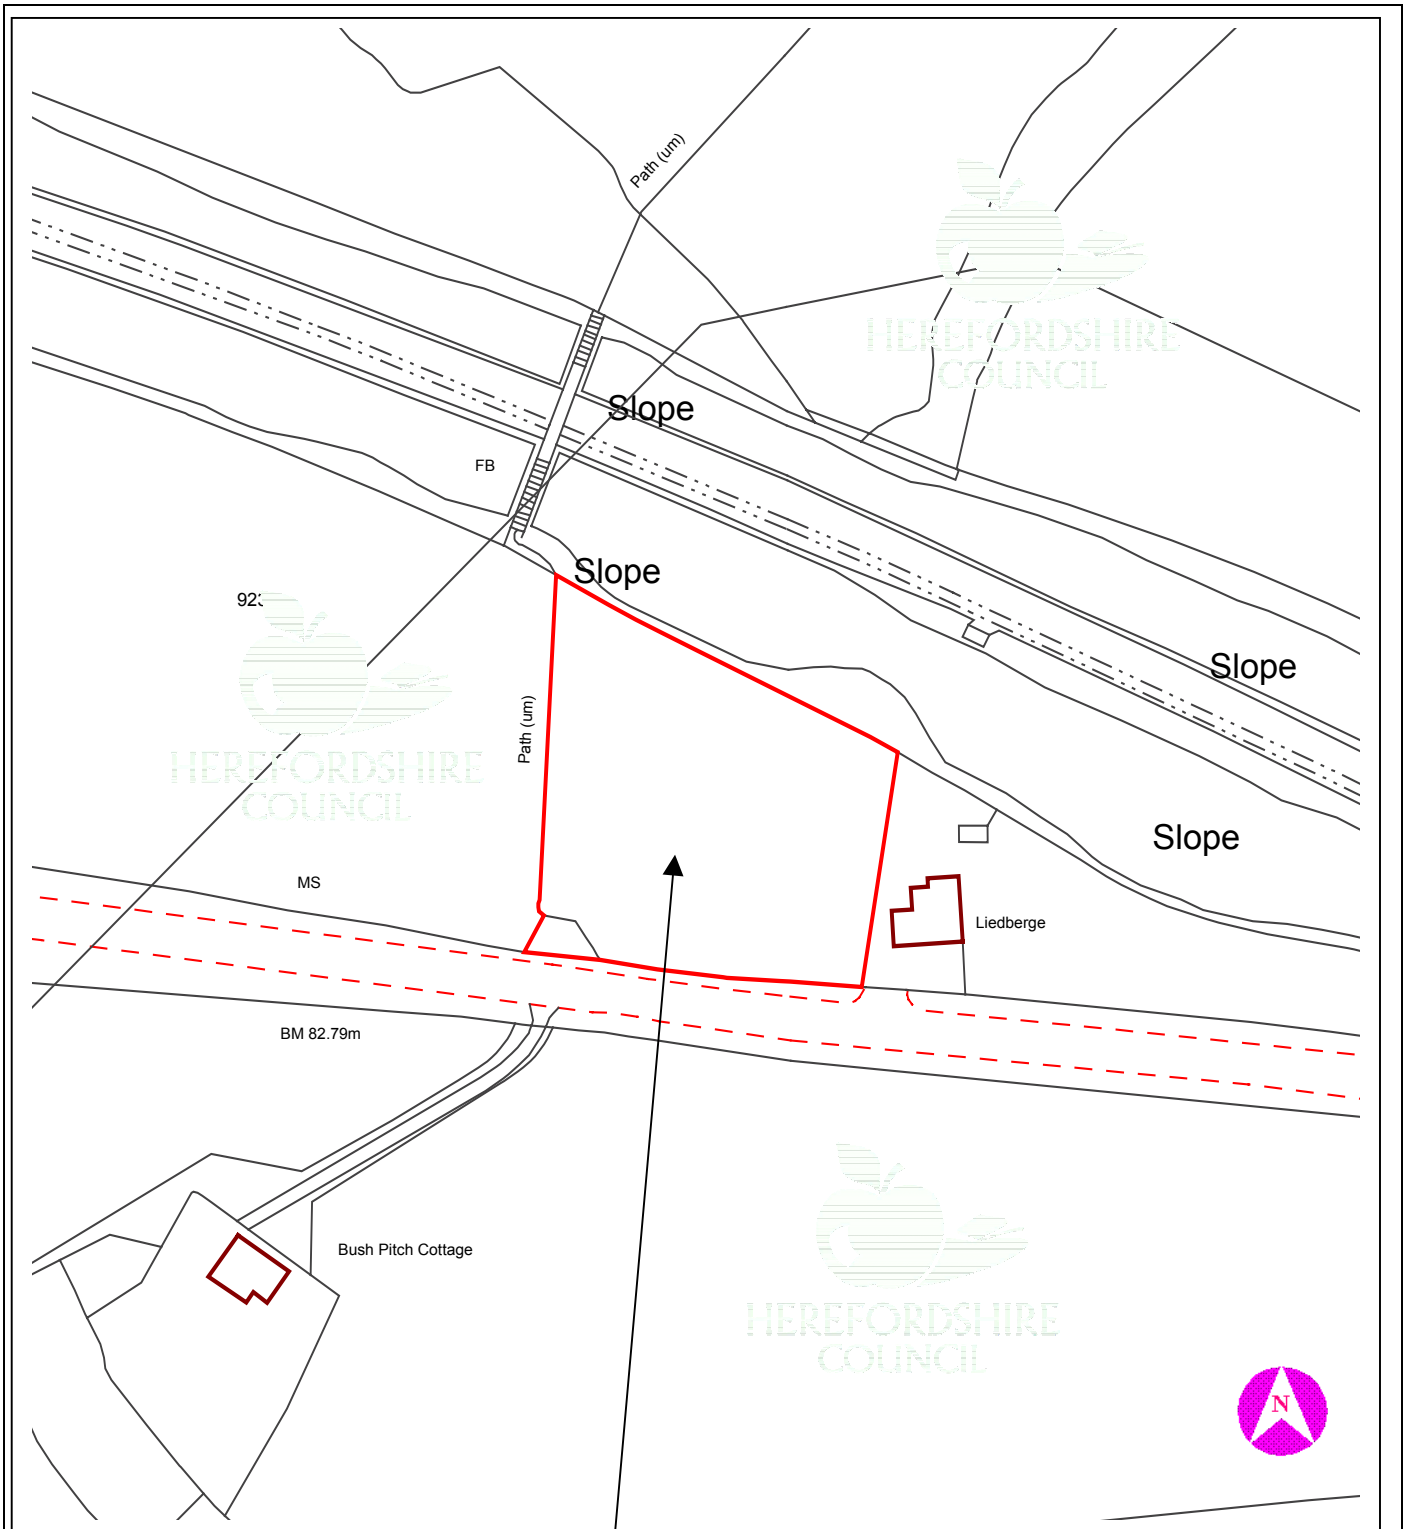 Path (um)
HEREFORDSHIRE
COUNCIL
Slope
FB
Slope
923
Slope
Path (um)
HEREFORDSHIRE
COUNCIL
Slope
MS
Liedberge
BM 82.79m
Bush Pitch Cottage
HEREFORDSHIRE
COUNCIL
N